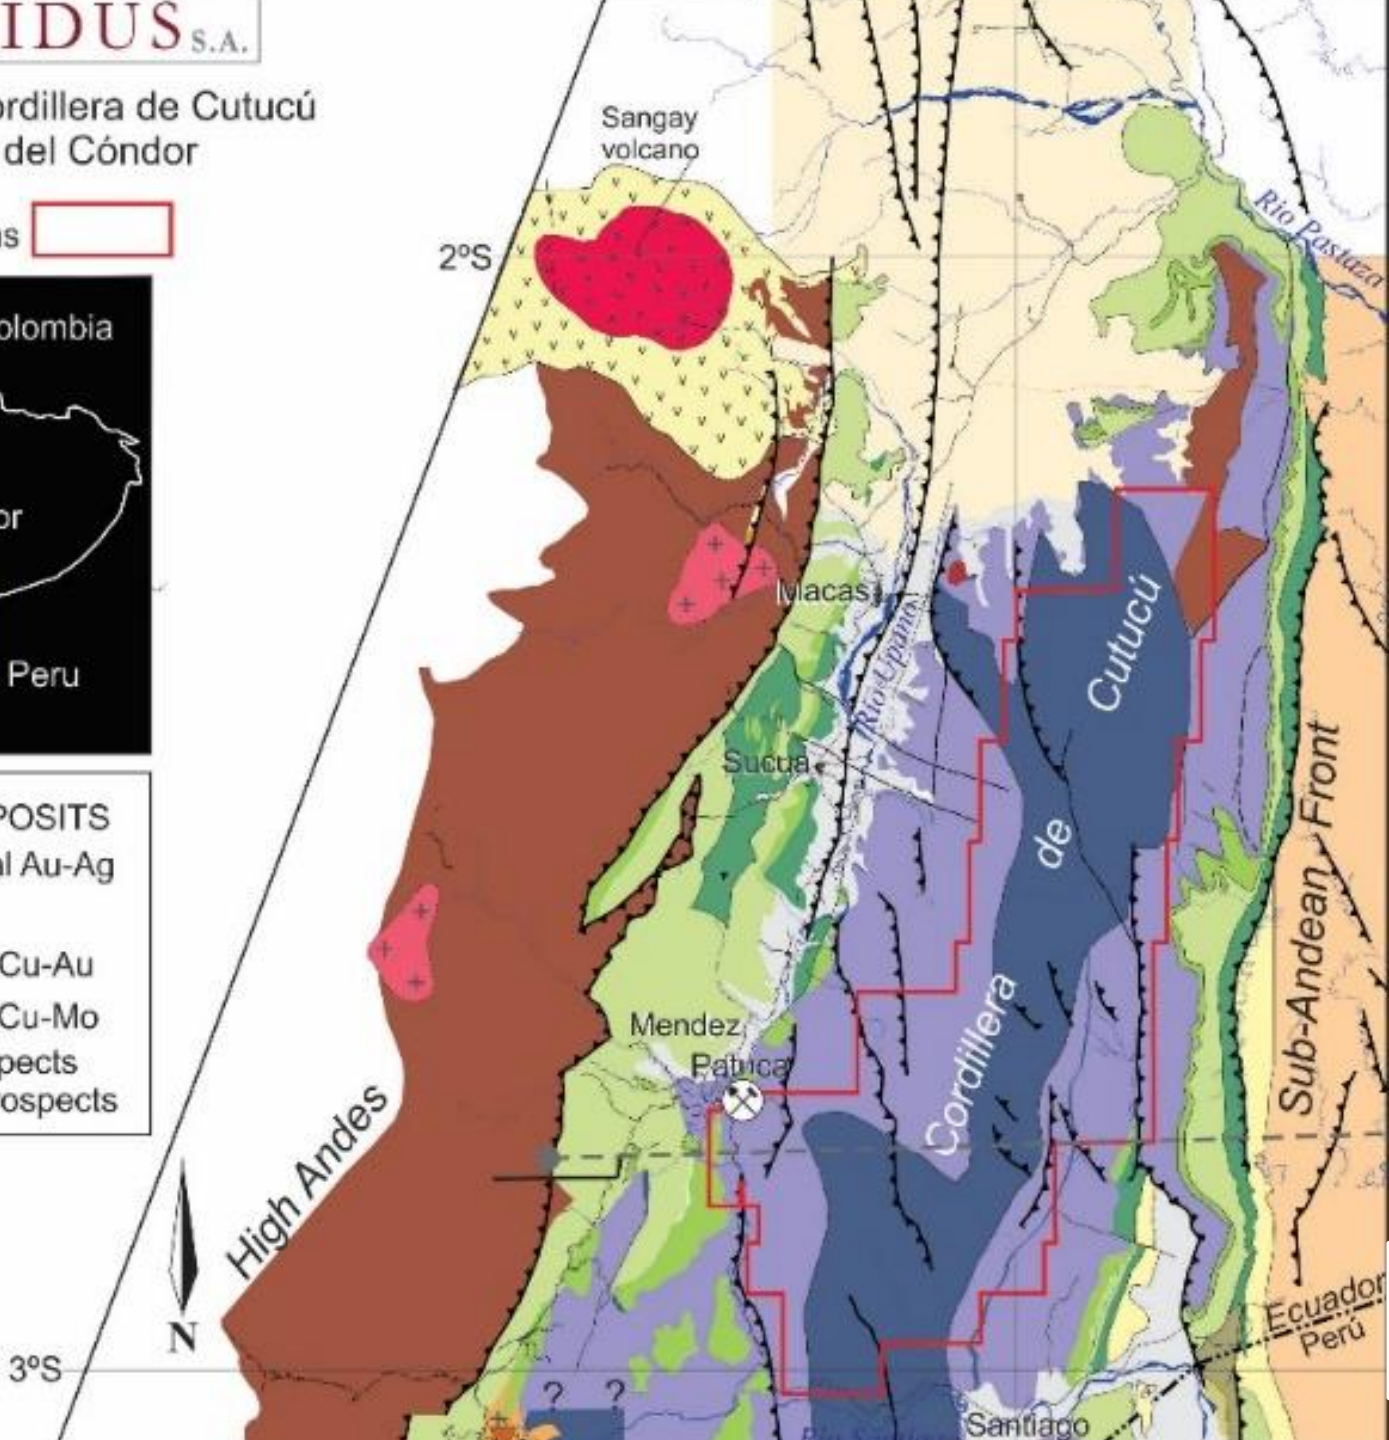 IDUS S.A.
ordillera de Cutucú
del Cóndor
Sangay
volcano
2ºS
Rio Pastaza
olombia
or
Peru
Macas
Rio Upano
Cutucú
Sucua
de
POSITS
l Au-Ag
Cu-Au
Cu-Mo
pects
ospects
Sub-Andean Front
Cordillera
Mendez
Patuca
High Andes
N
Ecuador
Perú
3ºS
? ?
Santiago